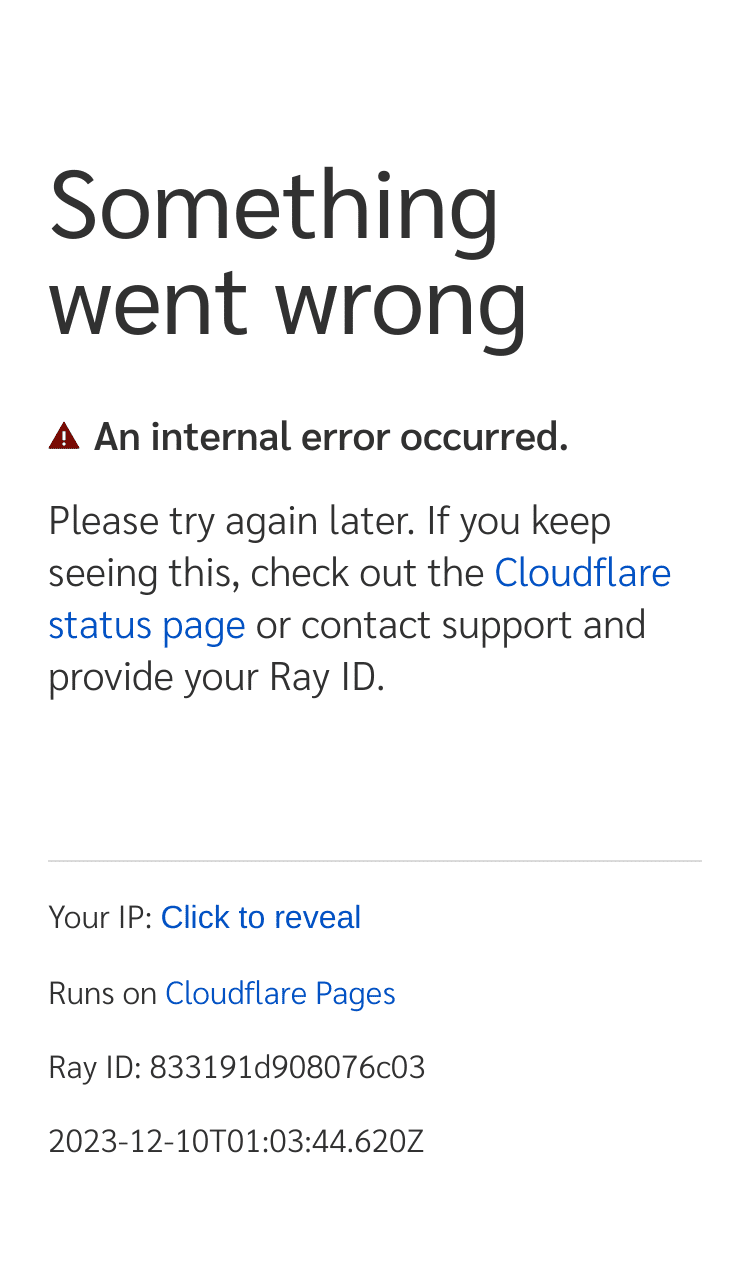 Something
went wrong
An internal error occurred.
Please try again later. If you keep
seeing this, check out the Cloudflare
status page or contact support and
provide your Ray ID.
Your IP: Click to reveal
Runs on Cloudflare Pages
Ray ID: 833191d908076c03
2023-12-10T01:03:44.620Z